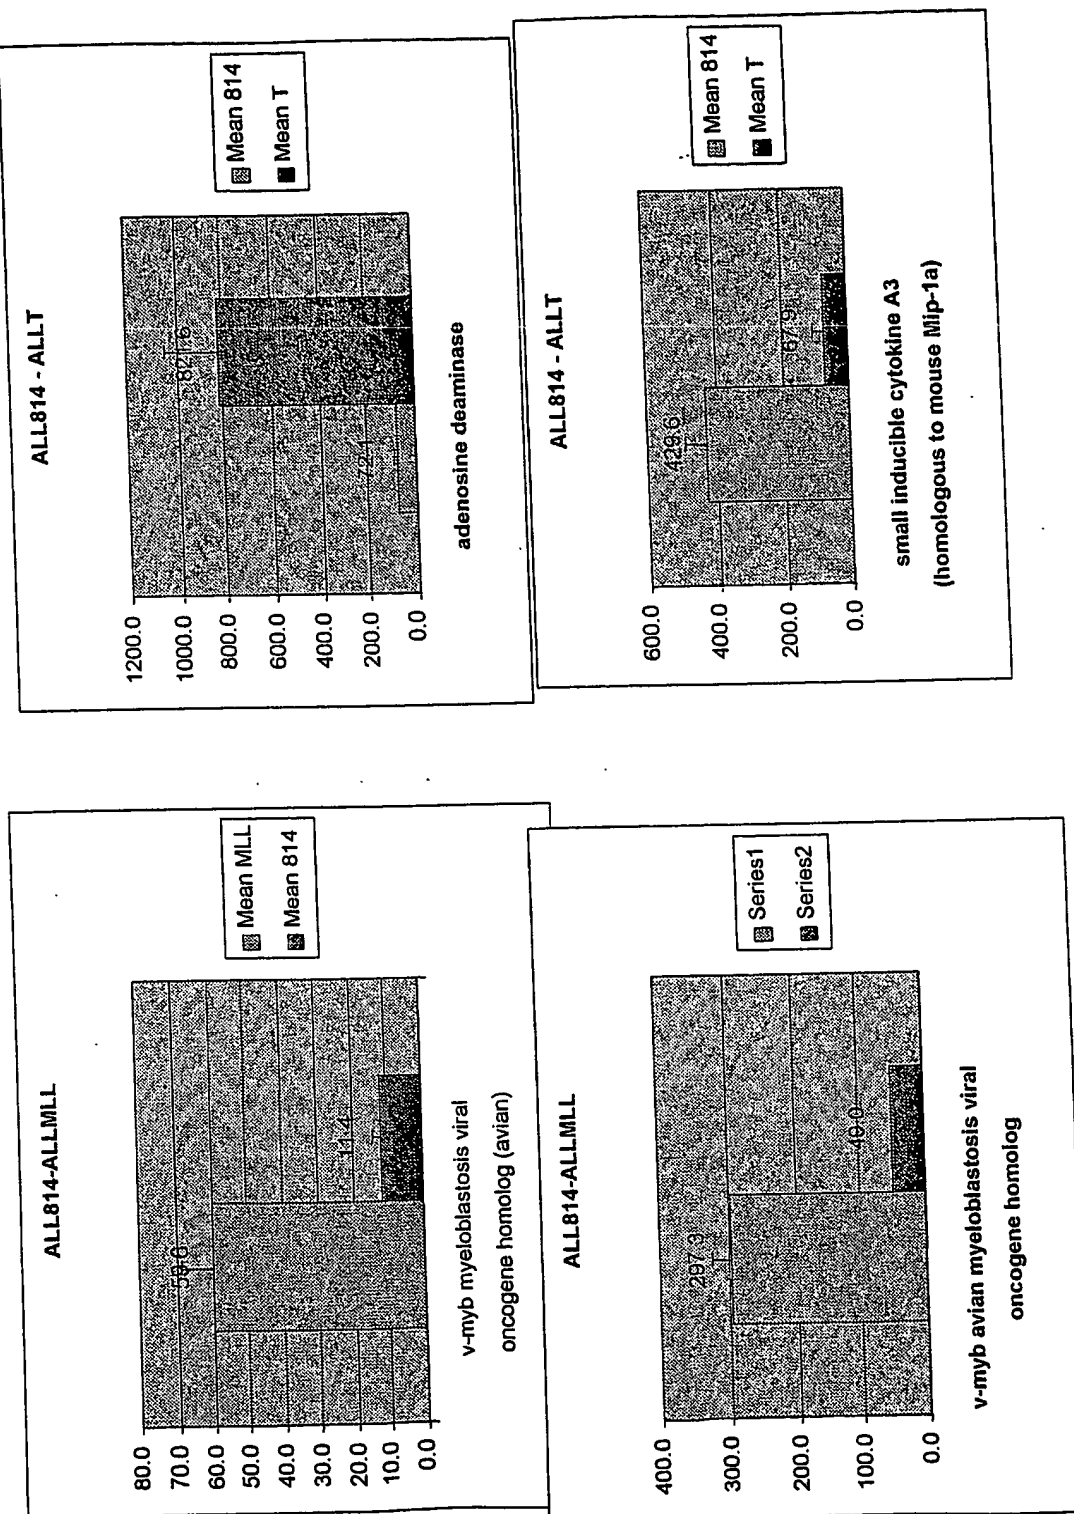 ALL814-ALLMLL
80.0
70.0
60.0
50.0
40.0
30.0
20.0
10.0
0.0
59.6
11.4
Mean MLL
Mean 814
v-myb myeloblastosis viral
oncogene homolog (avian)
ALL814 - ALLT
1200.0
1000.0
800.0
600.0
400.0
200.0
0.0
72.1
Mean 814
Mean T
adenosine deaminase
ALL814-ALLMLL
400.0
300.0
200.0
100.0
0.0
297.3
Series1
Series2
v-myb avian myeloblastosis viral
oncogene homolog
ALL814 - ALLT
600.0
400.0
200.0
0.0
429.6
67.9
Mean 814
Mean T
small inducible cytokine A3
(homologous to mouse Mip-1a)